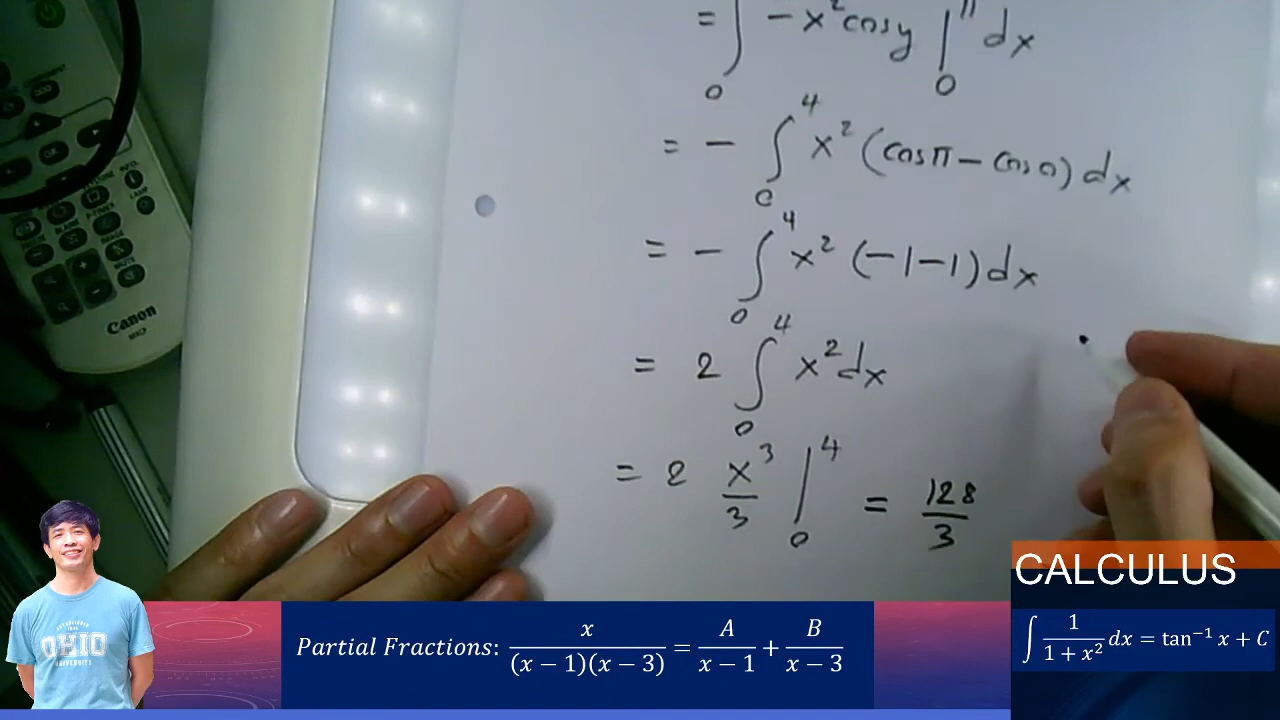 = ∫₀ - x² cos y |₀^π dx
= - ∫₀⁴ x² (cos π - cos 0) dx
= - ∫₀⁴ x² (-1-1) dx
= 2 ∫₀⁴ x² dx
= 2 x³/3 |₀⁴ = 128/3
Canon
OHIO
UNIVERSITY
Partial Fractions: x/((x-1)(x-3)) = A/(x-1) + B/(x-3)
CALCULUS
∫ 1/(1+x²) dx = tan⁻¹ x + C